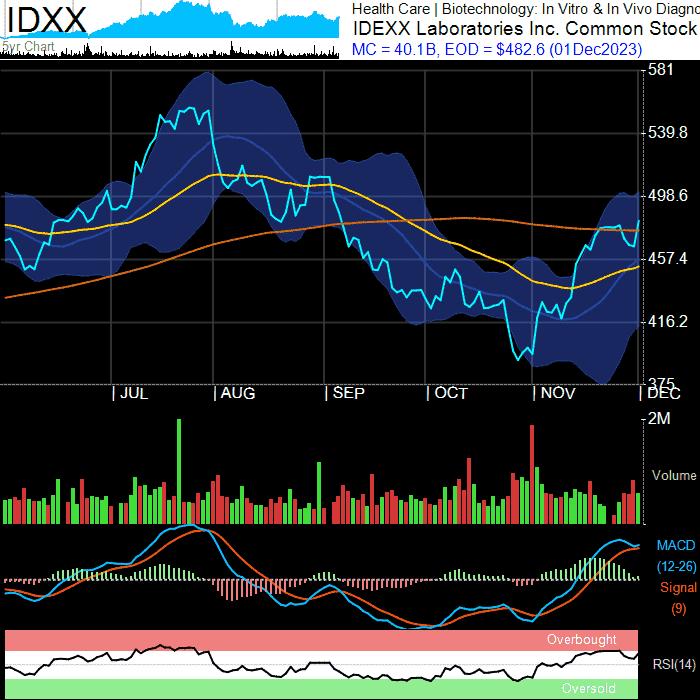 IDXX
5yr Chart
Health Care | Biotechnology: In Vitro & In Vivo Diagno
IDEXX Laboratories Inc. Common Stock
MC = 40.1B, EOD = $482.6 (01Dec2023)
581
539.8
498.6
457.4
416.2
375
| JUL | AUG | SEP | OCT | NOV | DEC
2M
Volume
MACD
(12-26)
Signal
(9)
Overbought
RSI(14)
Oversold